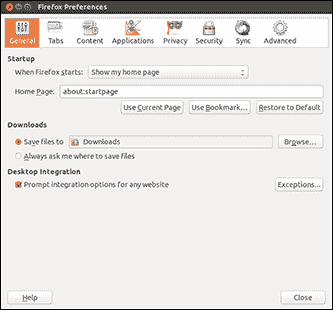 Firefox Preferences
General Tabs Content Applications Privacy Security Sync Advanced
Startup
When Firefox starts: Show my home page
Home Page: about:startpage
Use Current Page Use Bookmark... Restore to Default
Downloads
Save files to Downloads Browse...
Always ask me where to save files
Desktop Integration
Prompt integration options for any website Exceptions...
Help Close